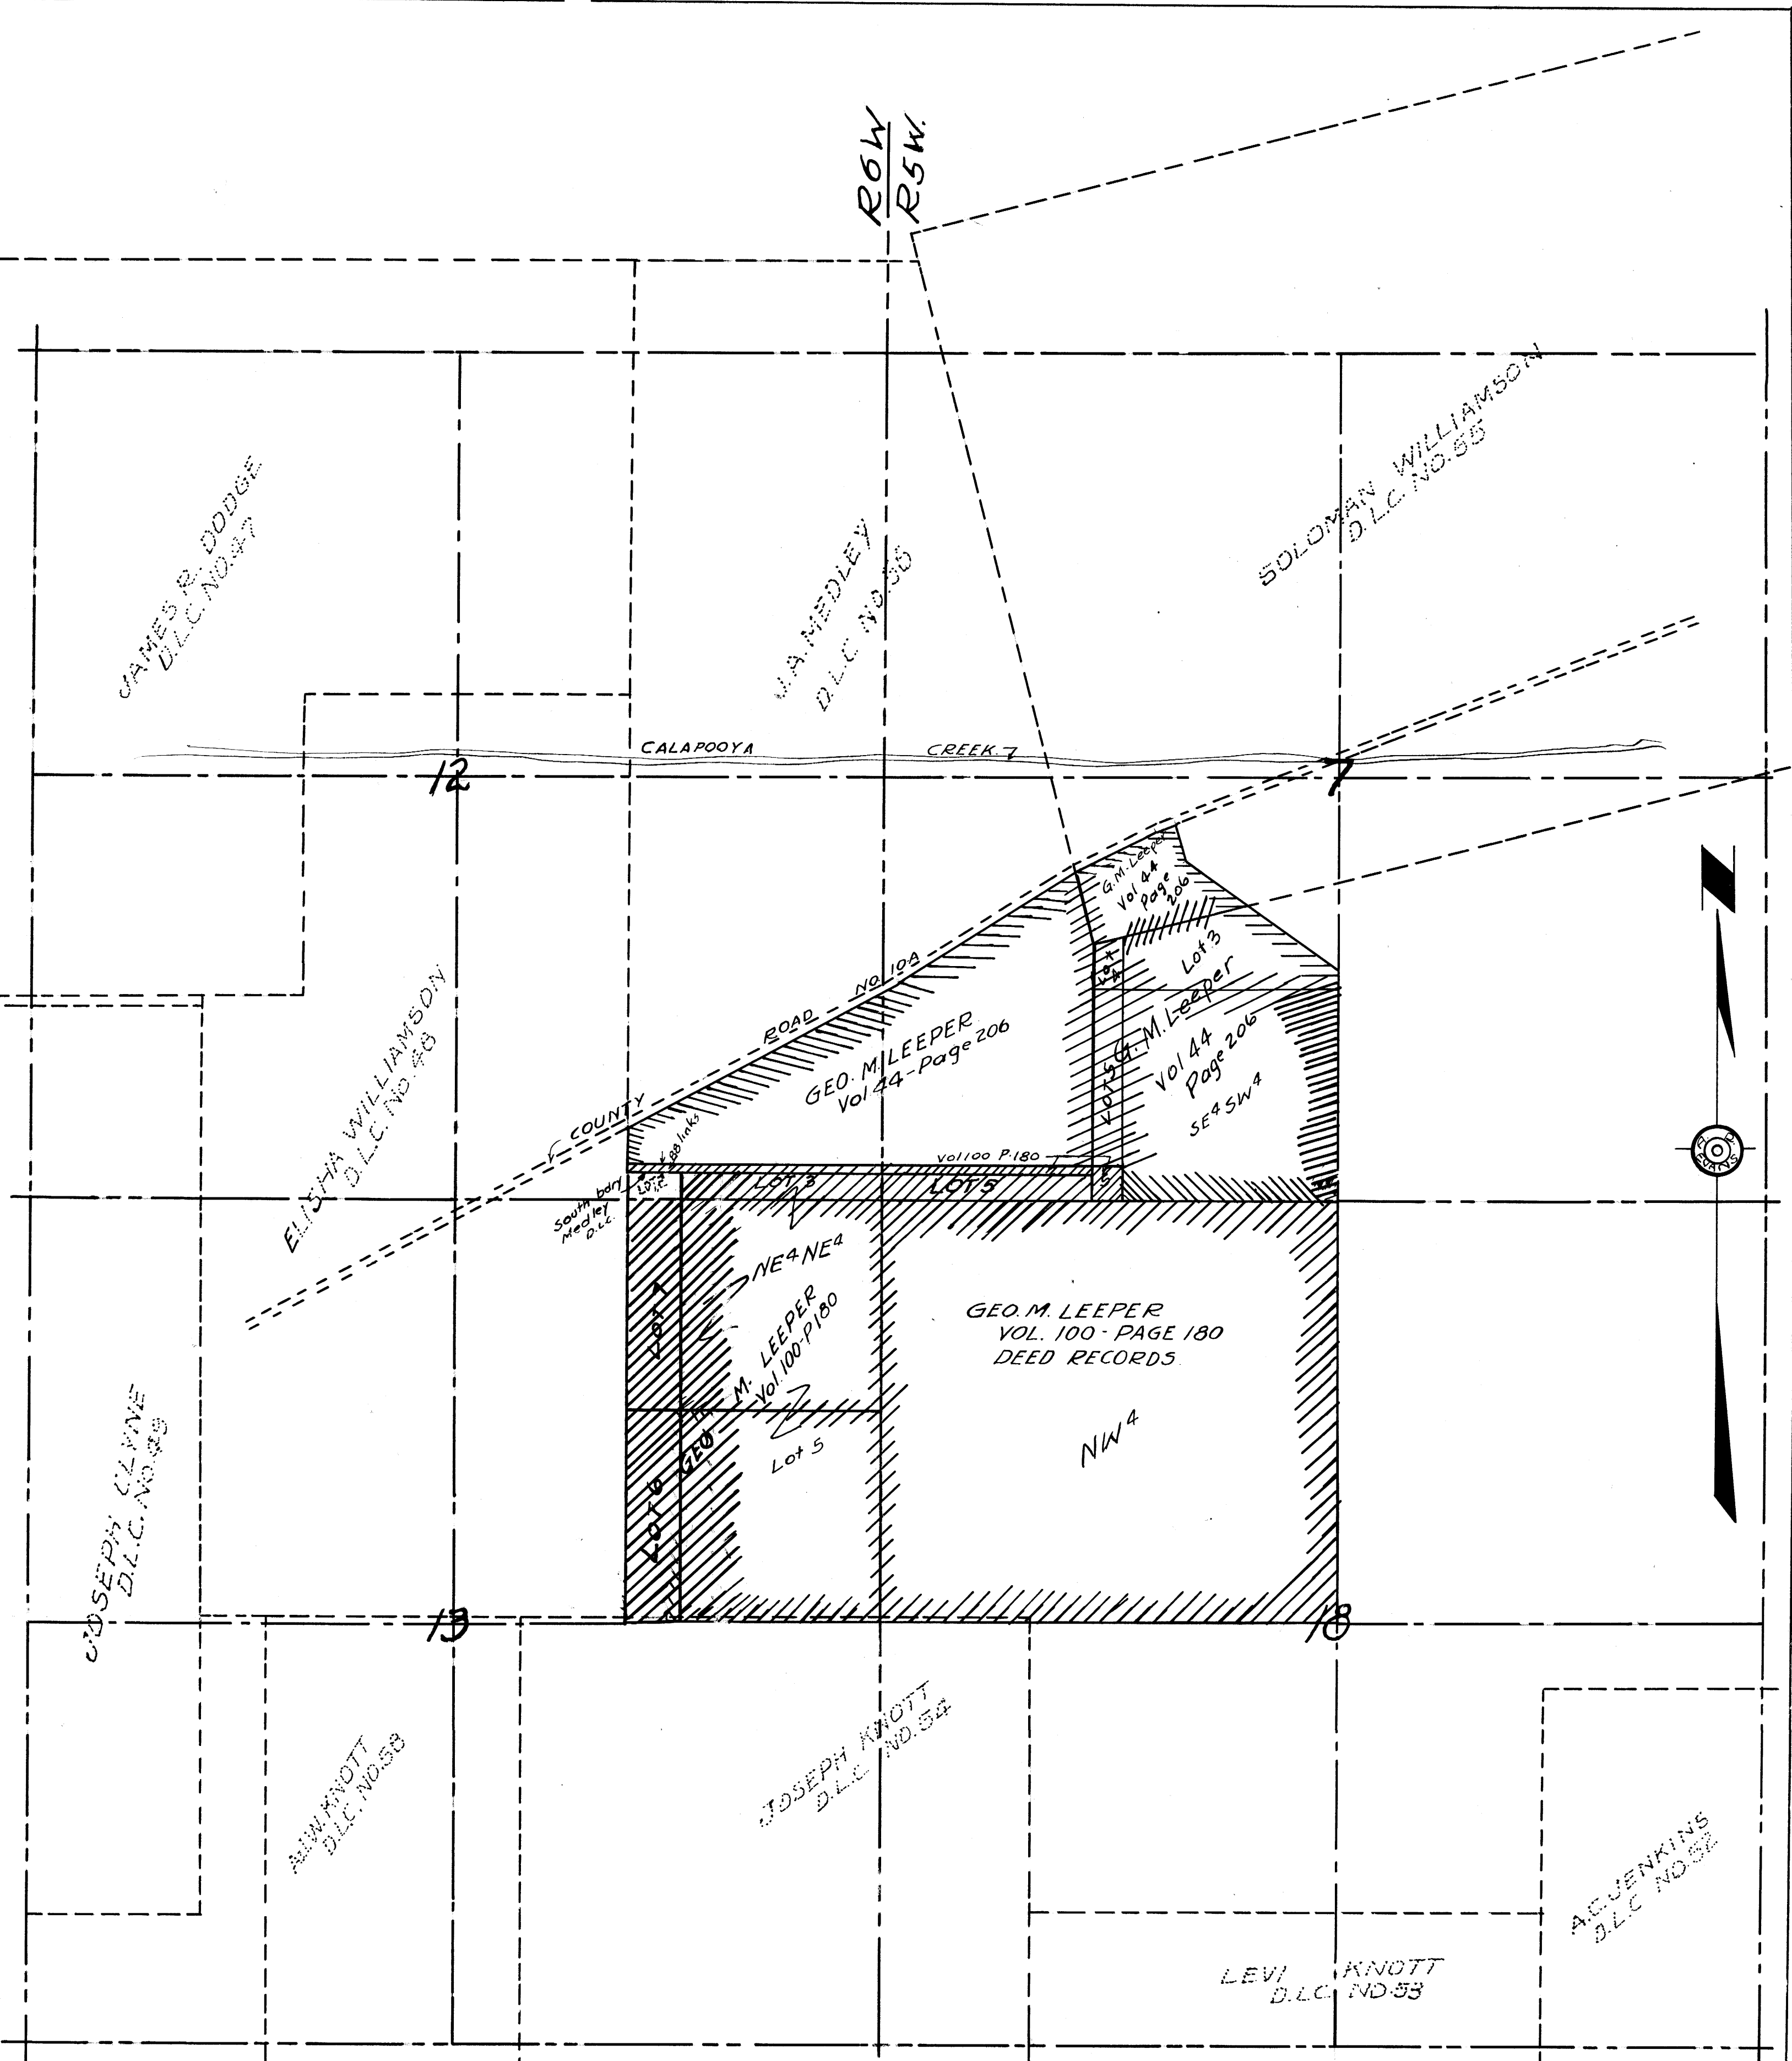 R6W
R5W.
JAMES R. DODGE
D.L.C. NO.47
J.A. MEDLEY
D.L.C NO.56
SOLOMAN WILLIAMSON
D.L.C. NO.55
CALAPOOYA CREEK
12
7
G.M. Leeper
Vol 44
Page
206
Lot 4
Lot 3
G. M. Leeper
Vol 44
Page 206
SE4 SW4
LOT 5
COUNTY ROAD NO. 10A
GEO. M. LEEPER
Vol. 44 - Page 206
ELISHA WILLIAMSON
D.L.C. NO. 46
88 links
Vol 100 P. 180
South bdry
Medley
D.L.C.
LOT 3
LOT 5
5
N
A. D.
EVANS
LOT 7
NE4 NE4
GEO M. LEEPER
Vol. 100-P180
GEO. M. LEEPER
VOL. 100 - PAGE 180
DEED RECORDS
NW4
Lot 5
LOT 6
JOSEPH CLYNE
D.L.C. NO.49
13
18
JOSEPH KNOTT
D.L.C NO.54
D.L.C. NO.58
A.C. JENKINS
D.L.C NO.52
LEVI KNOTT
D.L.C. NO.53